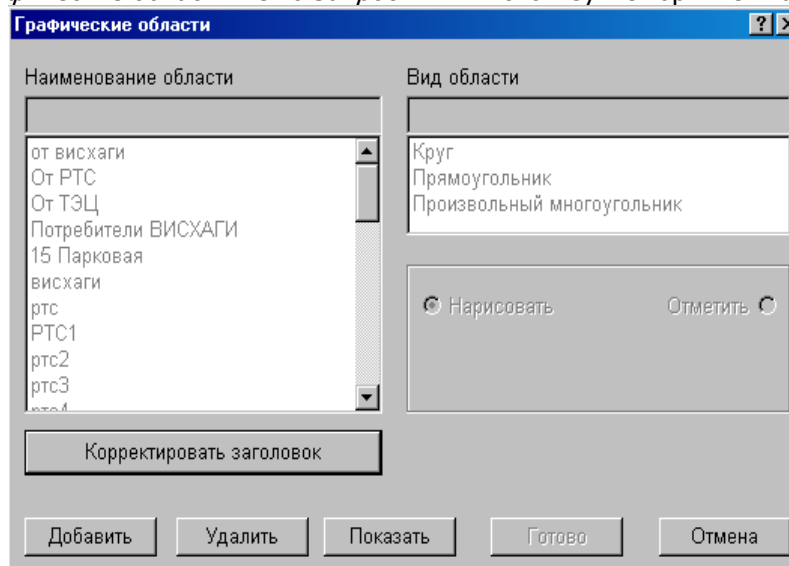 Графические области
Наименование области
Вид области
от висхаги
От РТС
От ТЭЦ
Потребители ВИСХАГИ
15 Парковая
висхаги
ртс
РТС1
ртс2
ртс3
Круг
Прямоугольник
Произвольный многоугольник
Нарисовать Отметить
Корректировать заголовок
Добавить Удалить Показать Готово Отмена